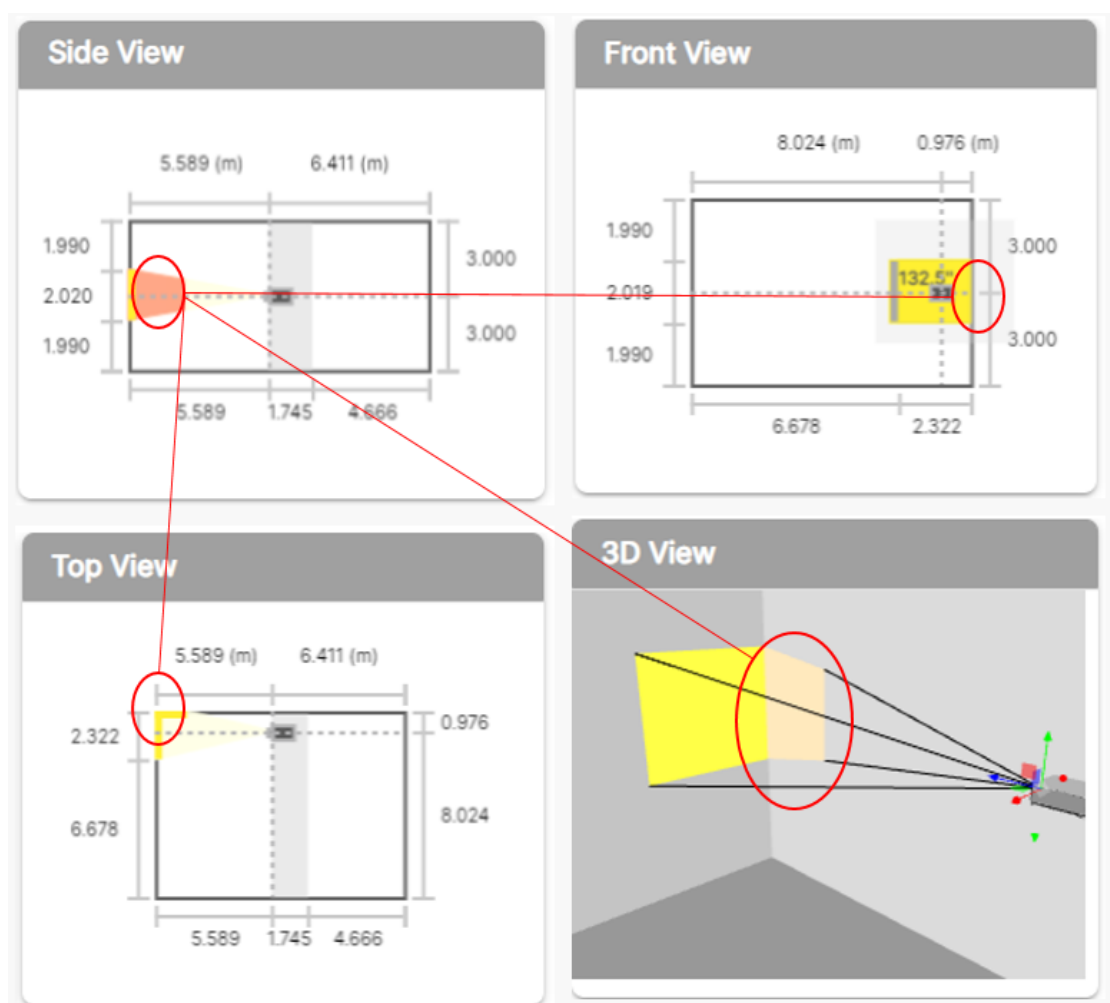 Side View
5.589 (m) 6.411 (m)
1.990
3.000
2.020
3.000
1.990
5.589 1.745 4.666
Front View
8.024 (m) 0.976 (m)
1.990
3.000
132.5"
2.019
3.000
1.990
6.678 2.322
Top View
5.589 (m) 6.411 (m)
2.322
0.976
6.678
8.024
5.589 1.745 4.666
3D View